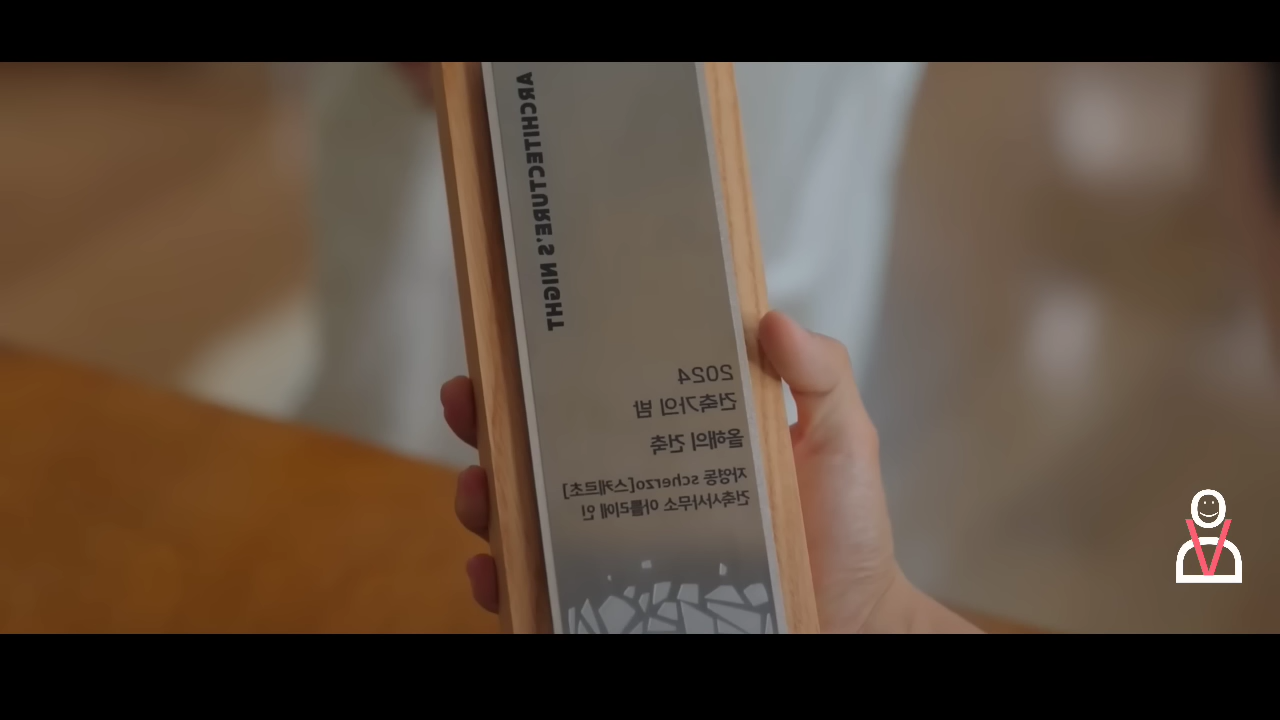 ARCHITECTURE'S NIGHT
2024
건축가의 밤
올해의 건축
자영동 scherzo[스케르초]
건축사사무소 아틀리에 인